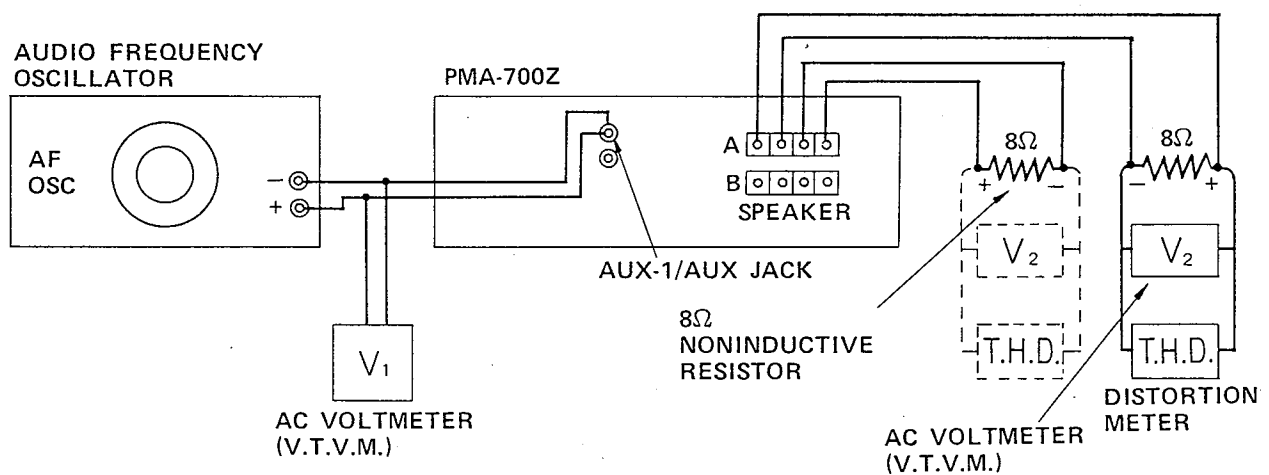 AUDIO FREQUENCY
OSCILLATOR
PMA-700Z
AF
OSC
−
+
A
B
SPEAKER
AUX-1/AUX JACK
8Ω
+ −
8Ω
− +
V₂
V₂
T.H.D.
T.H.D.
8Ω
NONINDUCTIVE
RESISTOR
V₁
AC VOLTMETER
(V.T.V.M.)
DISTORTION
METER
AC VOLTMETER
(V.T.V.M.)